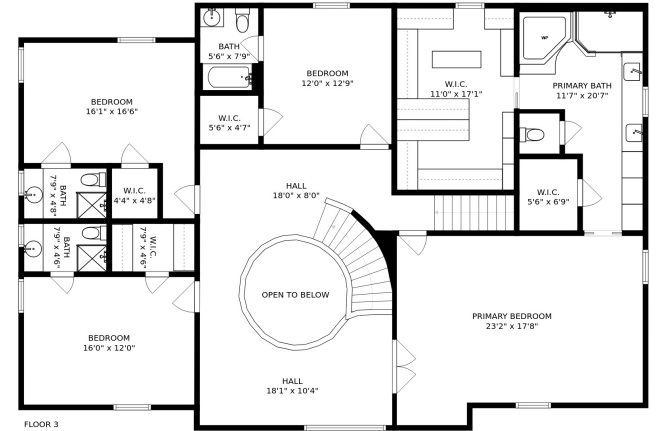 BATH
5'6" x 7'9"
BEDROOM
12'0" x 12'9"
W.I.C.
11'0" x 17'1"
WP
PRIMARY BATH
11'7" x 20'7"
BEDROOM
16'1" x 16'6"
W.I.C.
5'6" x 4'7"
BATH
7'9" x 4'8"
W.I.C.
4'4" x 4'8"
HALL
18'0" x 8'0"
W.I.C.
5'6" x 6'9"
BATH
7'9" x 4'6"
W.I.C.
7'9" x 4'6"
OPEN TO BELOW
PRIMARY BEDROOM
23'2" x 17'8"
BEDROOM
16'0" x 12'0"
HALL
18'1" x 10'4"
FLOOR 3